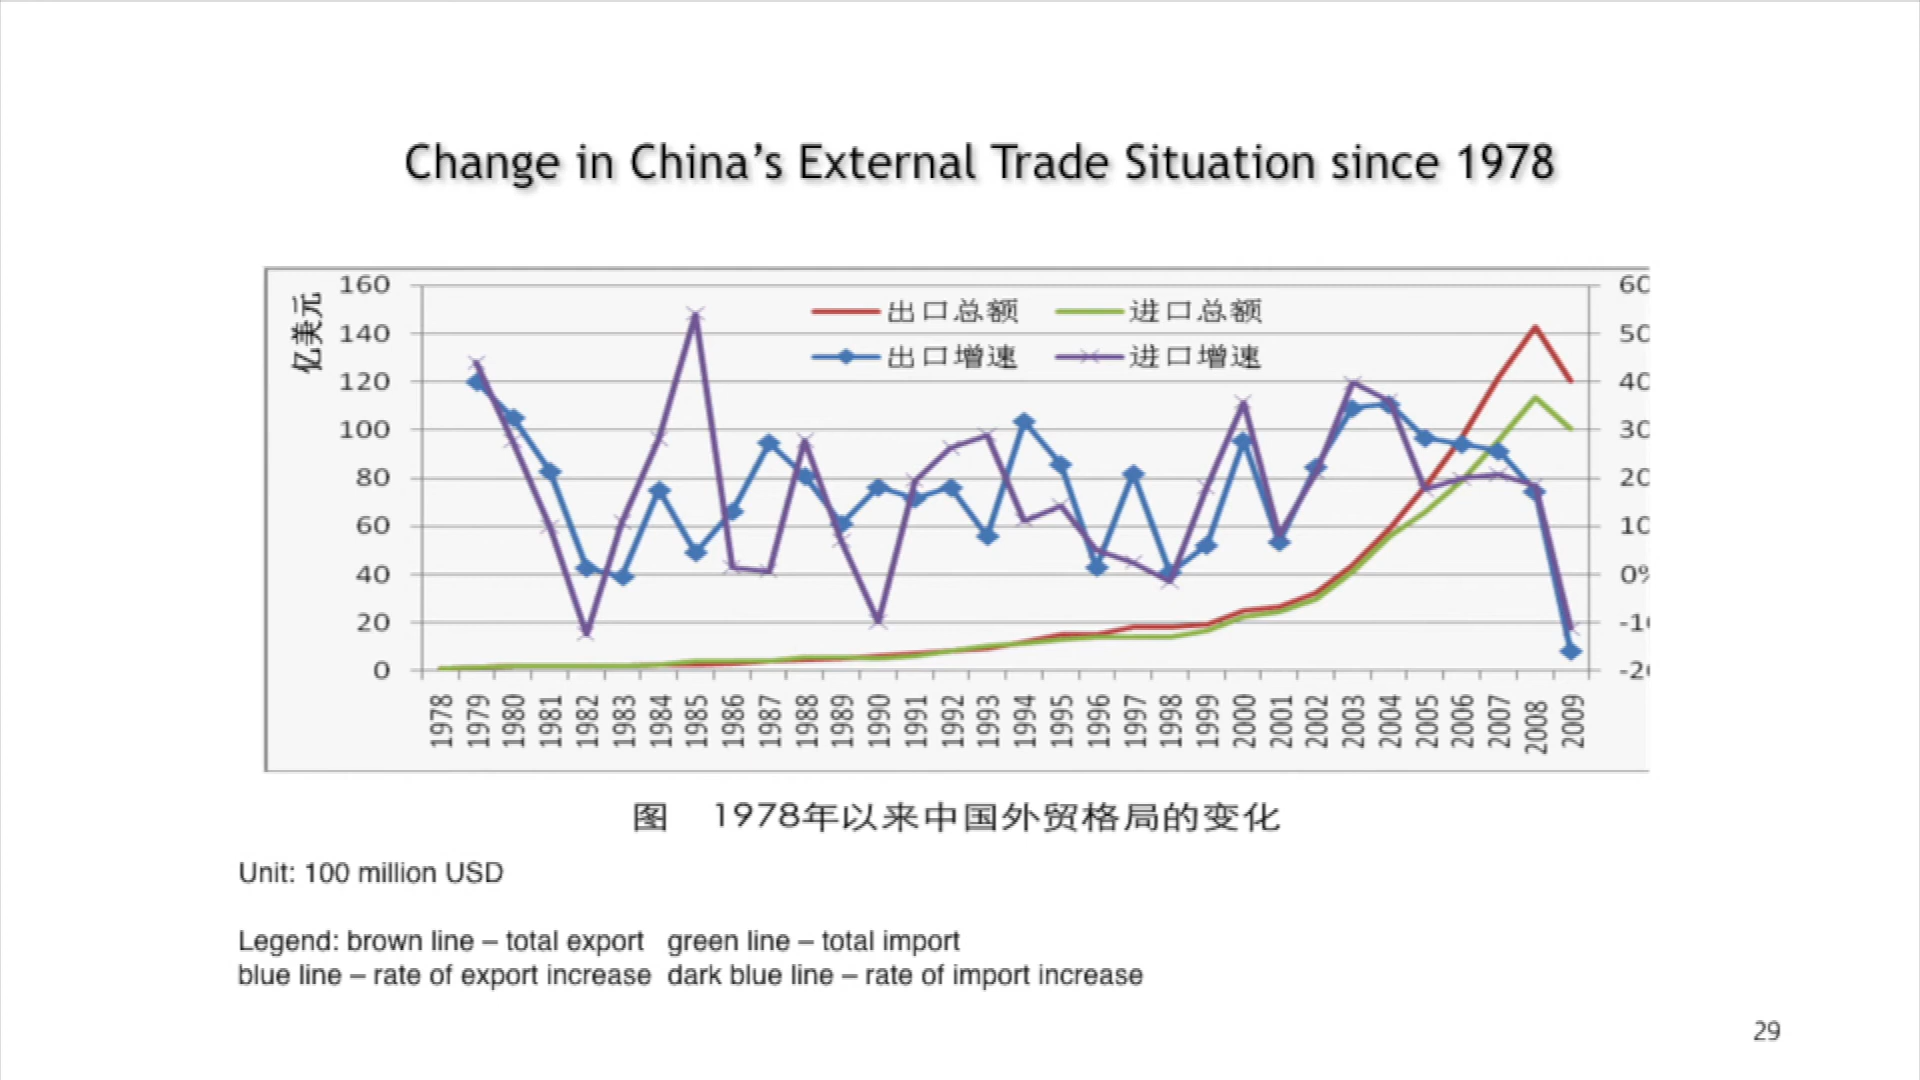 Change in China’s External Trade Situation since 1978
亿美元
160
140
120
100
80
60
40
20
0
出口总额 进口总额
出口增速 进口增速
0%
1978 1979 1980 1981 1982 1983 1984 1985 1986 1987 1988 1989 1990 1991 1992 1993 1994 1995 1996 1997 1998 1999 2000 2001 2002 2003 2004 2005 2006 2007 2008 2009
图 1978年以来中国外贸格局的变化
Unit: 100 million USD
Legend: brown line – total export green line – total import
blue line – rate of export increase dark blue line – rate of import increase
29